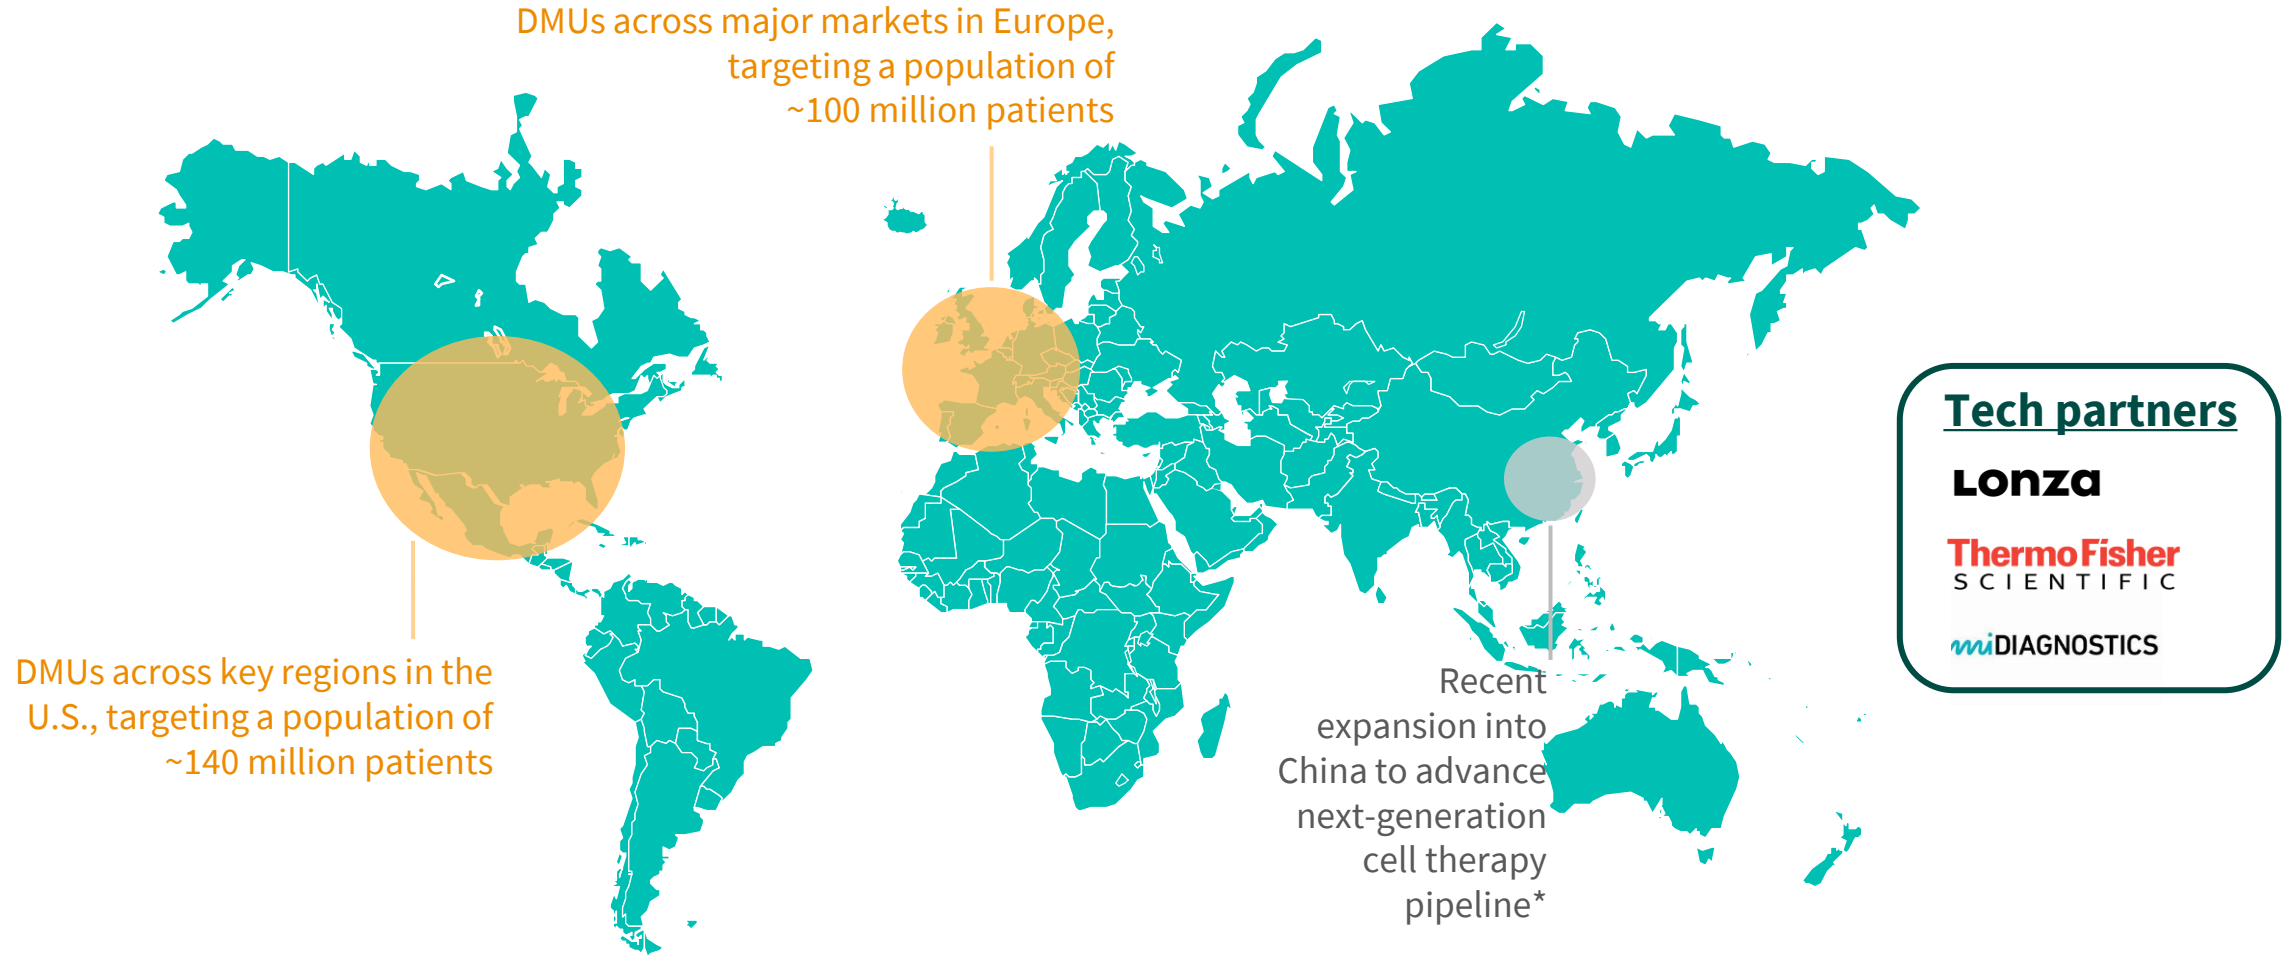 DMUs across major markets in Europe,
targeting a population of
~100 million patients
DMUs across key regions in the
U.S., targeting a population of
~140 million patients
Recent
expansion into
China to advance
next-generation
cell therapy
pipeline*
Tech partners
Lonza
ThermoFisher
SCIENTIFIC
miDIAGNOSTICS